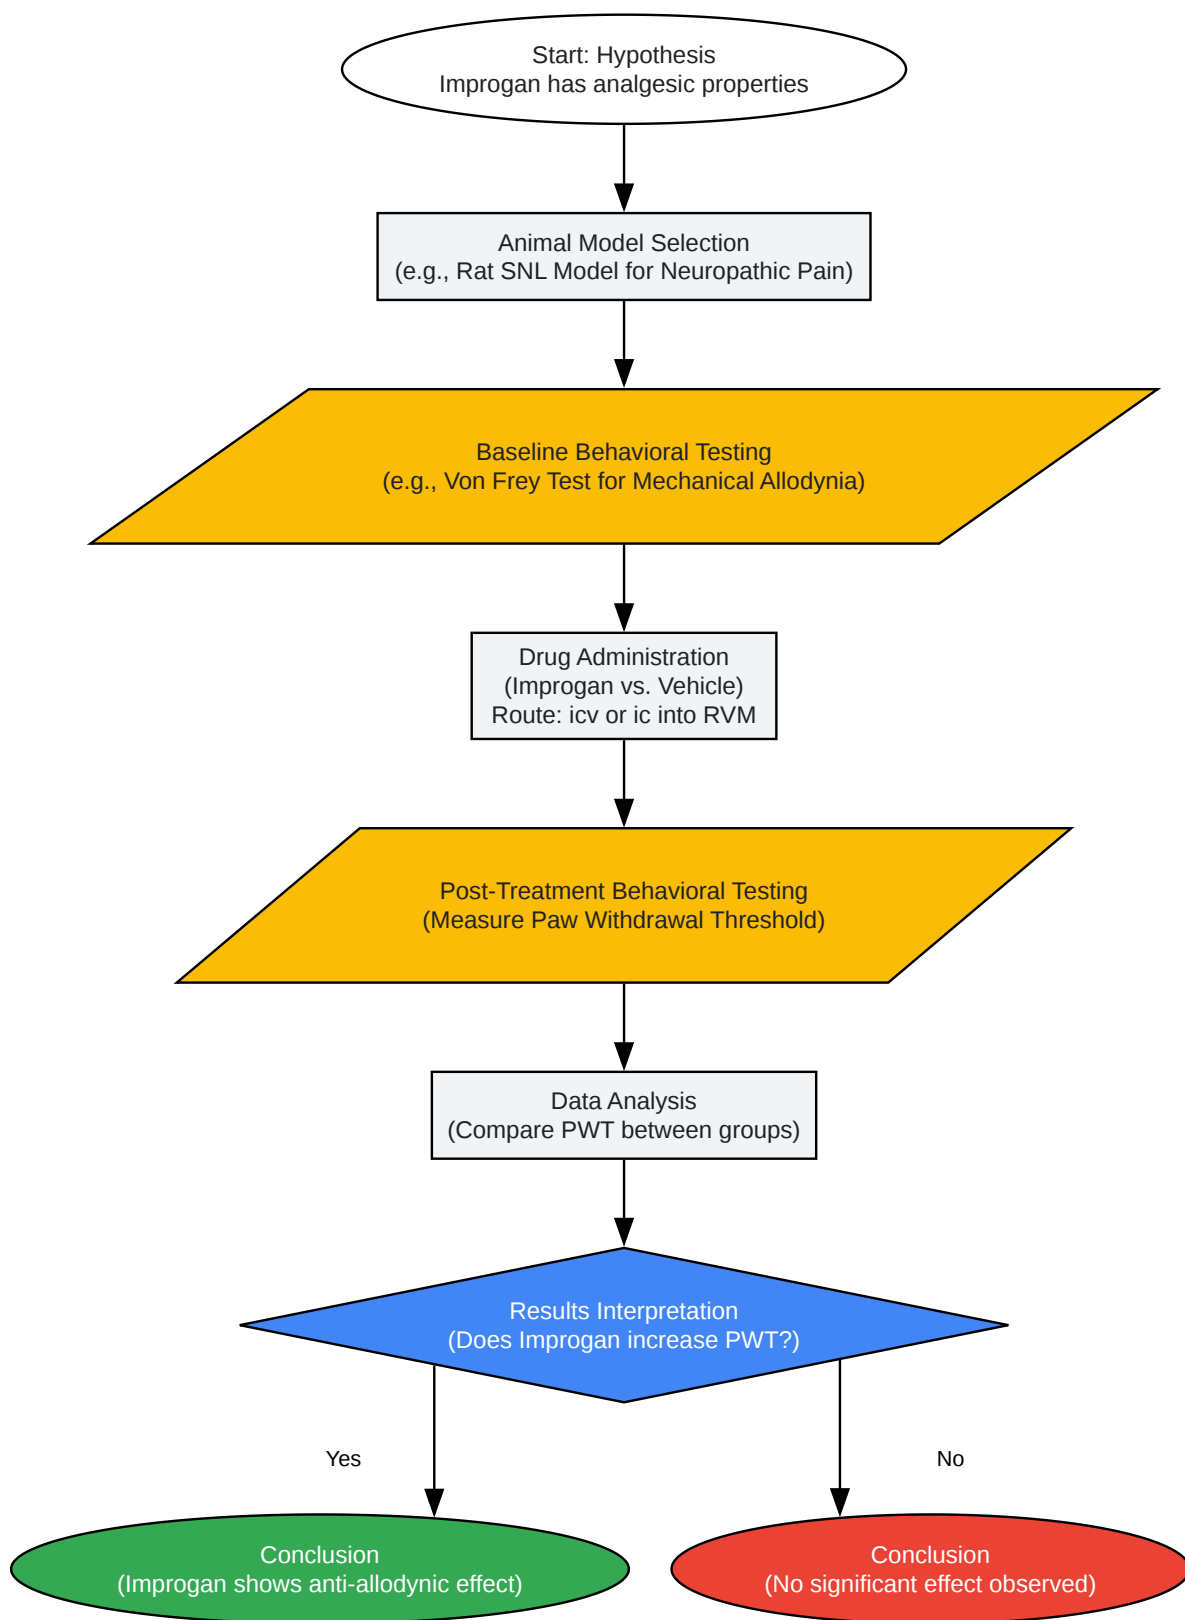 Start: Hypothesis
Improgan has analgesic properties
Animal Model Selection
(e.g., Rat SNL Model for Neuropathic Pain)
Baseline Behavioral Testing
(e.g., Von Frey Test for Mechanical Allodynia)
Drug Administration
(Improgan vs. Vehicle)
Route: icv or ic into RVM
Post-Treatment Behavioral Testing
(Measure Paw Withdrawal Threshold)
Data Analysis
(Compare PWT between groups)
Results Interpretation
(Does Improgan increase PWT?)
Yes
No
Conclusion
(Improgan shows anti-allodynic effect)
Conclusion
(No significant effect observed)